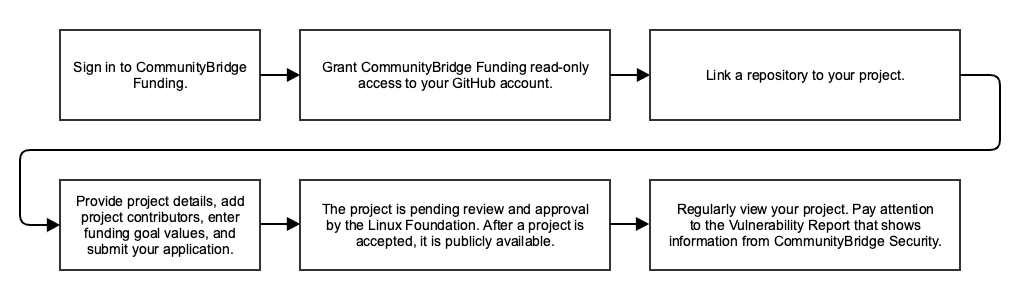 Sign in to CommunityBridge
Funding.
Grant CommunityBridge Funding read-only
access to your GitHub account.
Link a repository to your project.
Provide project details, add
project contributors, enter
funding goal values, and
submit your application.
The project is pending review and approval
by the Linux Foundation. After a project is
accepted, it is publicly available.
Regularly view your project. Pay attention
to the Vulnerability Report that shows
information from CommunityBridge Security.